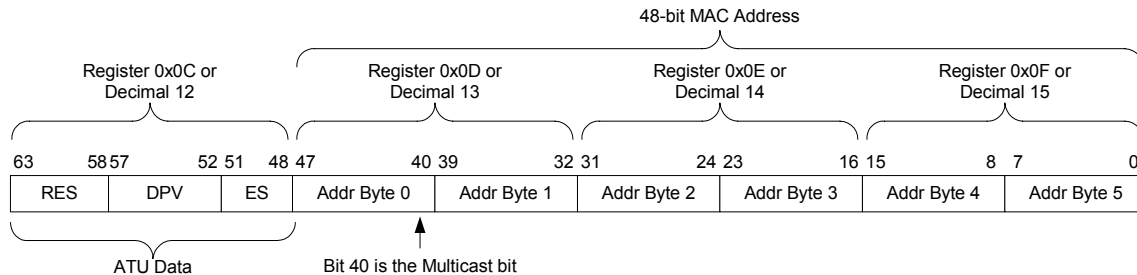 48-bit MAC Address
Register 0x0C or
Decimal 12
Register 0x0D or
Decimal 13
Register 0x0E or
Decimal 14
Register 0x0F or
Decimal 15
63 58 57 52 51 48 47 40 39 32 31 24 23 16 15 8 7 0
RES DPV ES Addr Byte 0 Addr Byte 1 Addr Byte 2 Addr Byte 3 Addr Byte 4 Addr Byte 5
ATU Data Bit 40 is the Multicast bit